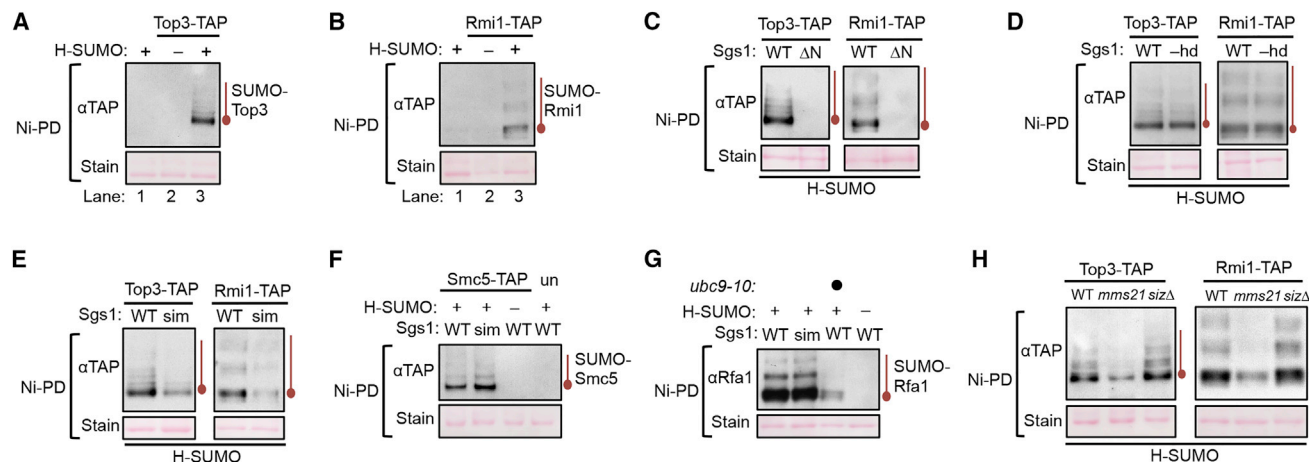 A
Top3-TAP
H-SUMO: + – +
αTAP
SUMO-
Top3
Ni-PD
Stain
Lane: 1 2 3
B
Rmi1-TAP
H-SUMO: + – +
αTAP
SUMO-
Rmi1
Ni-PD
Stain
Lane: 1 2 3
C
Top3-TAP Rmi1-TAP
Sgs1: WT ΔN WT ΔN
αTAP
Ni-PD
Stain
H-SUMO
D
Top3-TAP Rmi1-TAP
Sgs1: WT –hd WT –hd
αTAP
Ni-PD
Stain
H-SUMO
E
Top3-TAP Rmi1-TAP
Sgs1: WT sim WT sim
αTAP
Ni-PD
Stain
H-SUMO
F
Smc5-TAP un
H-SUMO: + + – +
Sgs1: WT sim WT WT
αTAP
SUMO-
Smc5
Ni-PD
Stain
G
ubc9-10: ●
H-SUMO: + + + –
Sgs1: WT sim WT WT
αRfa1
SUMO-
Rfa1
Ni-PD
Stain
H
Top3-TAP Rmi1-TAP
WT mms21 sizΔ WT mms21 sizΔ
αTAP
Ni-PD
Stain
H-SUMO